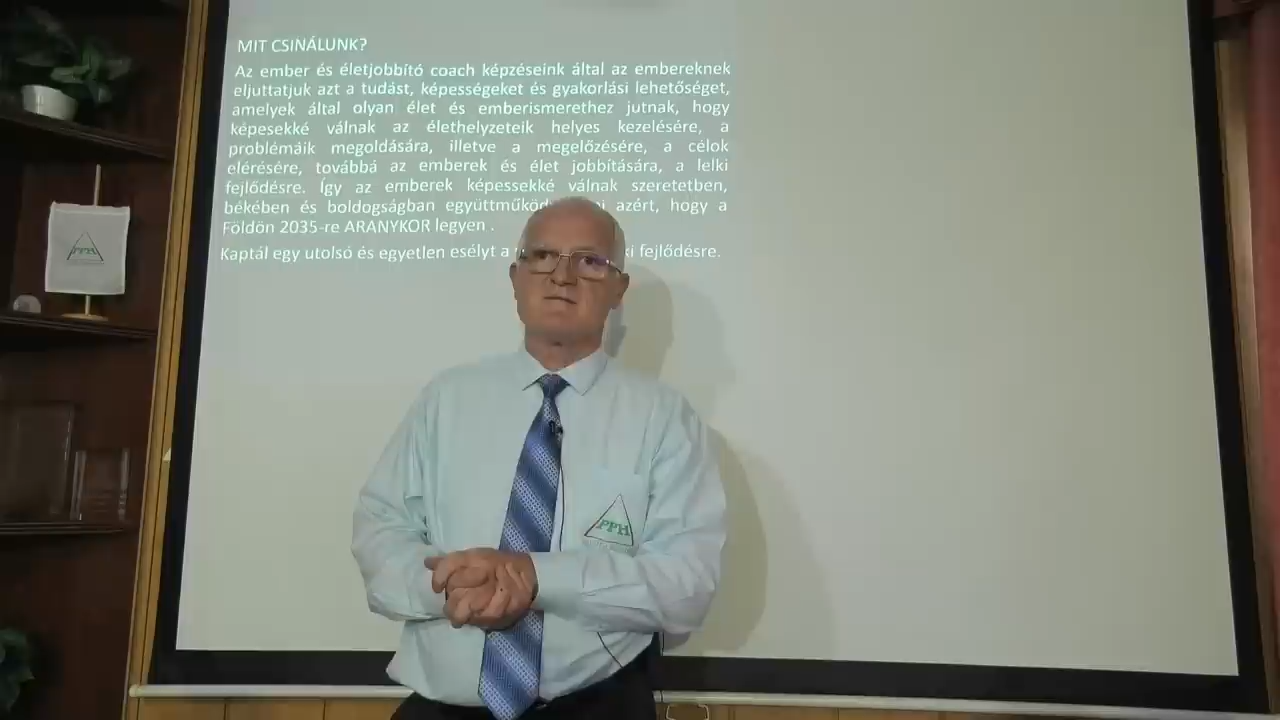 MIT CSINÁLUNK?
Az ember és életjobbító coach képzéseink által az embereknek
eljuttatjuk azt a tudást, képességeket és gyakorlási lehetőséget,
amelyek által olyan élet és emberismerethez jutnak, hogy
képesekké válnak az élethelyzeteik helyes kezelésére, a
problémáik megoldására, illetve a megelőzésére, a célok
elérésére, továbbá az emberek és élet jobbítására, a lelki
fejlődésre. Így az emberek képessekké válnak szeretetben,
békében és boldogságban azért, hogy a
Földön 2035-re ARANYKOR legyen .
Kaptál egy utolsó és egyetlen esélyt a fejlődésre.
PPH
PPH